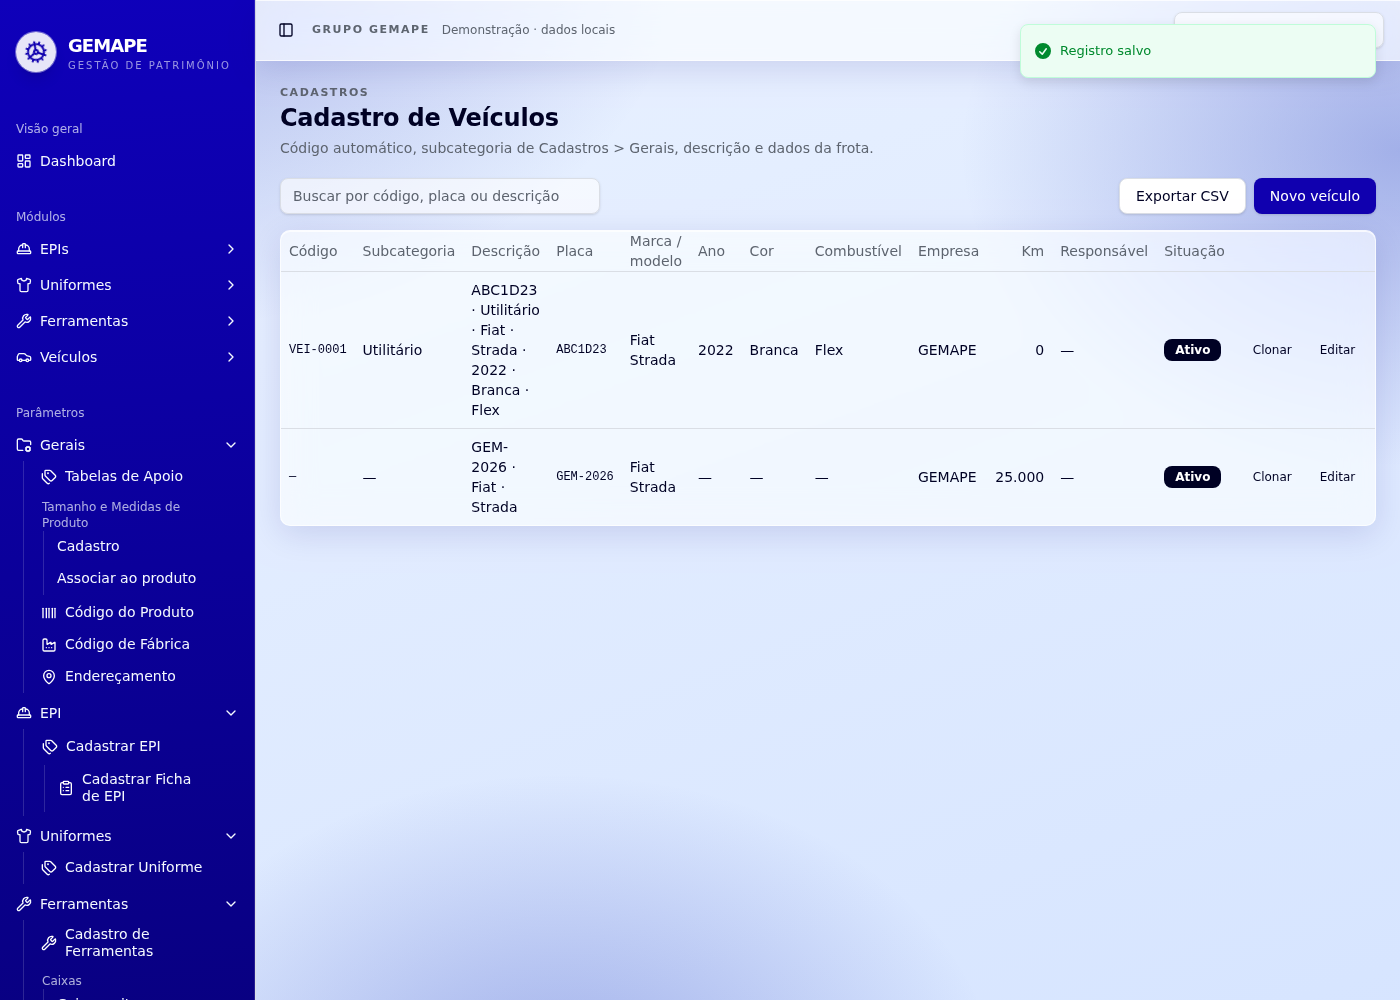 GEMAPE
GESTÃO DE PATRIMÔNIO
Visão geral
Dashboard
Módulos
EPIs
Uniformes
Ferramentas
Veículos
Parâmetros
Gerais
Tabelas de Apoio
Tamanho e Medidas de
Produto
Cadastro
Associar ao produto
Código do Produto
Código de Fábrica
Endereçamento
EPI
Cadastrar EPI
Cadastrar Ficha
de EPI
Uniformes
Cadastrar Uniforme
Ferramentas
Cadastro de
Ferramentas
Caixas
GRUPO GEMAPE Demonstração · dados locais
Registro salvo
CADASTROS
Cadastro de Veículos
Código automático, subcategoria de Cadastros > Gerais, descrição e dados da frota.
Buscar por código, placa ou descrição
Exportar CSV
Novo veículo
Código Subcategoria Descrição Placa Marca / modelo Ano Cor Combustível Empresa Km Responsável Situação
VEI-0001 Utilitário ABC1D23 · Utilitário · Fiat · Strada · 2022 · Branca · Flex ABC1D23 Fiat Strada 2022 Branca Flex GEMAPE 0 — Ativo Clonar Editar
— — GEM-2026 · Fiat · Strada GEM-2026 Fiat Strada — — — GEMAPE 25.000 — Ativo Clonar Editar